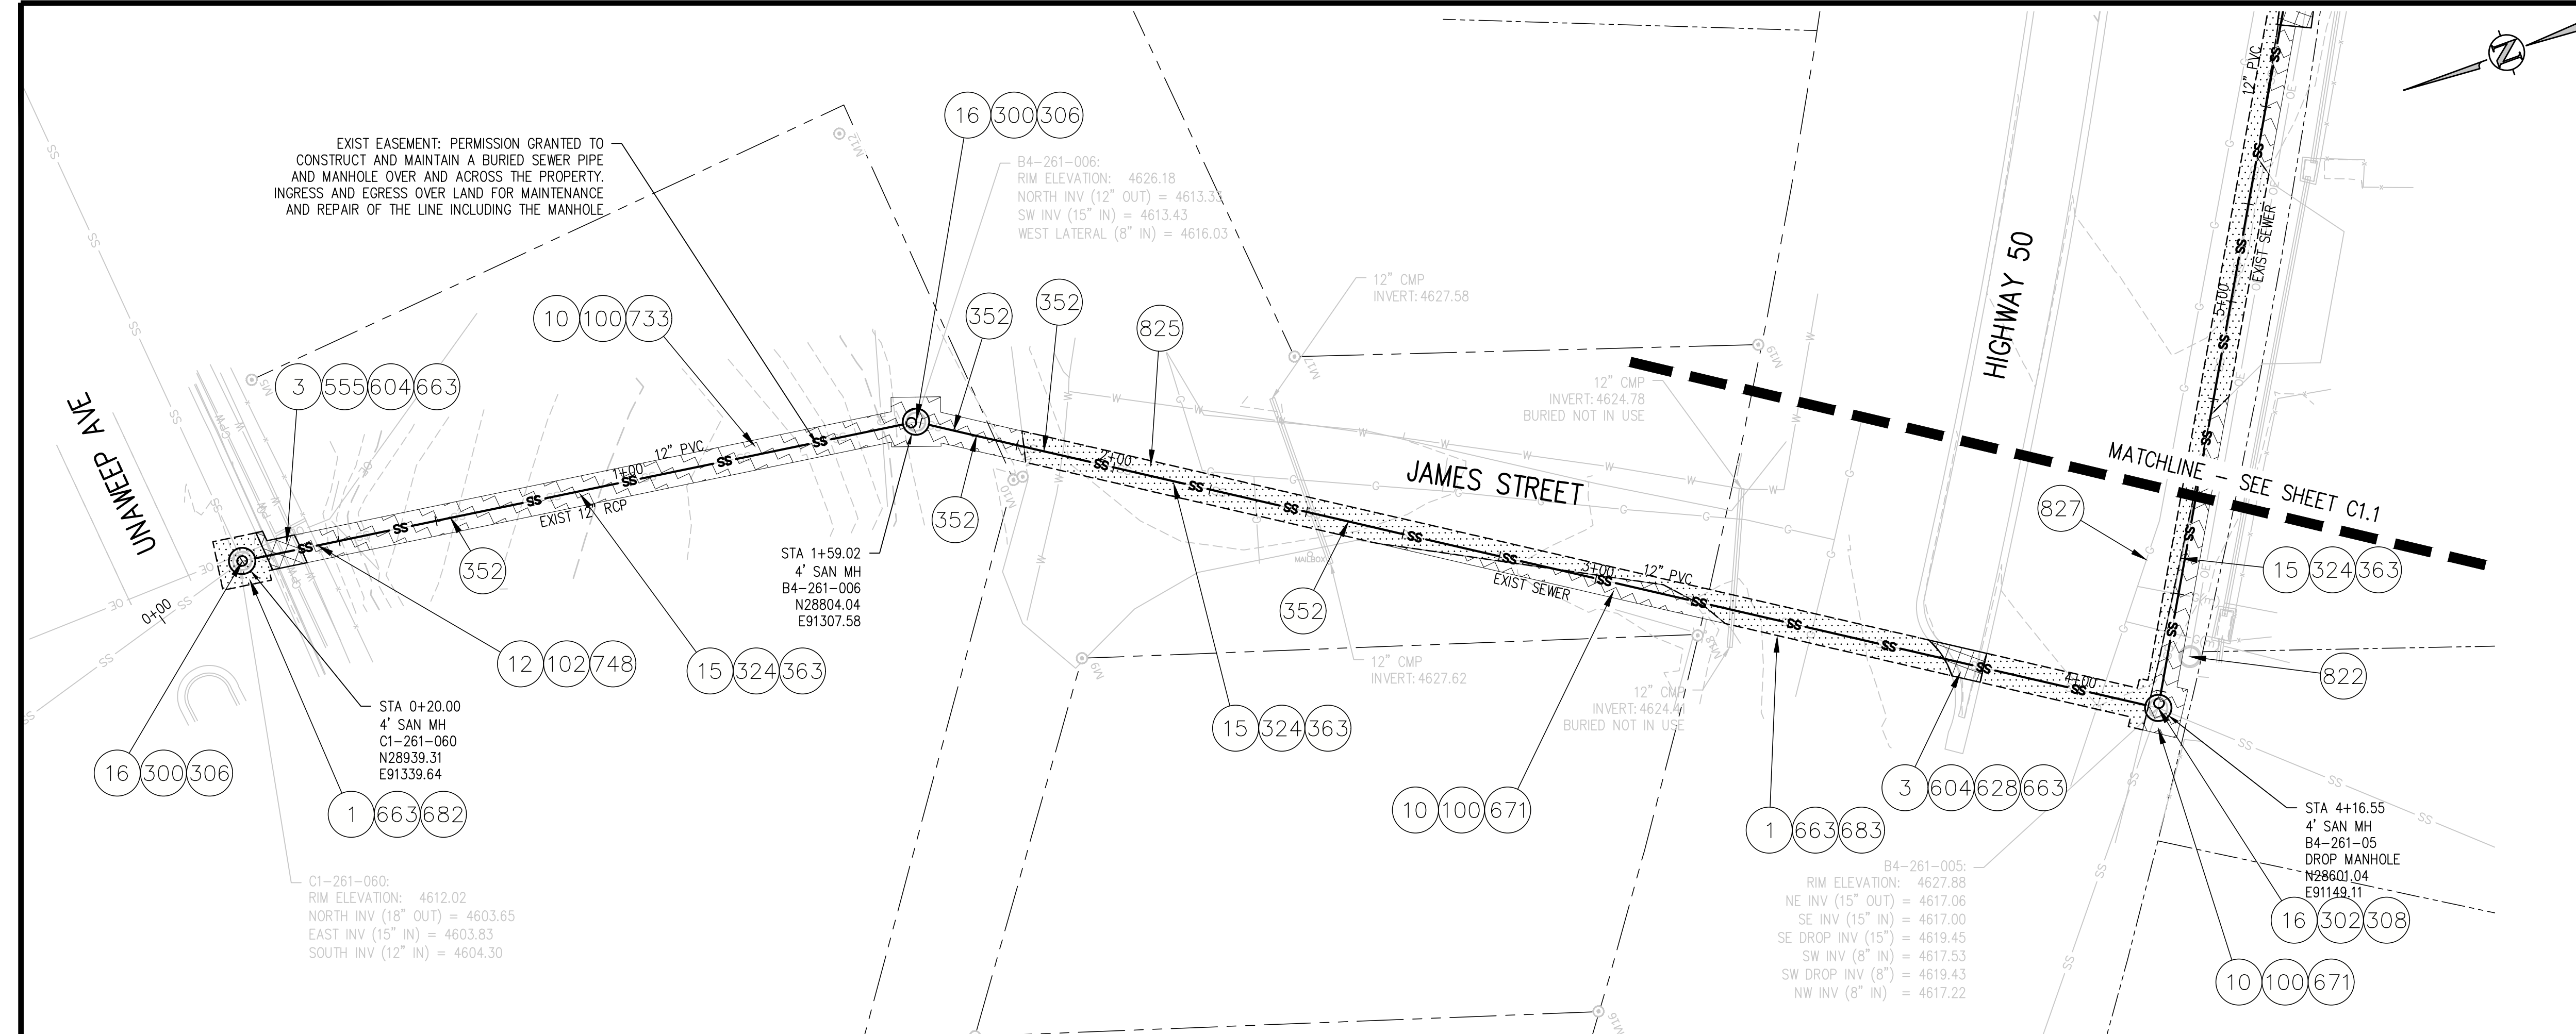 EXIST EASEMENT: PERMISSION GRANTED TO
CONSTRUCT AND MAINTAIN A BURIED SEWER PIPE
AND MANHOLE OVER AND ACROSS THE PROPERTY.
INGRESS AND EGRESS OVER LAND FOR MAINTENANCE
AND REPAIR OF THE LINE INCLUDING THE MANHOLE
16 300 306
B4-261-006:
RIM ELEVATION: 4626.18
NORTH INV (12" OUT) = 4613.33
SW INV (15" IN) = 4613.43
WEST LATERAL (8" IN) = 4616.03
N
12" PVC
M12
10 100 733
352
352
825
12" CMP
INVERT: 4627.58
HIGHWAY 50
EXIST SEWER
5+00
M5
M17
M19
3 555 604 663
12" CMP
INVERT: 4624.78
BURIED NOT IN USE
UNAWEEP AVE
1+00
12" PVC
EXIST 12" RCP
352
352
2+00
M10
JAMES STREET
MATCHLINE - SEE SHEET C1.1
827
15 324 363
0+00
STA 1+59.02
4' SAN MH
B4-261-006
N28804.04
E91307.58
MAILBOX
352
EXIST SEWER
3+00
12" PVC
M18
M9
12 102 748
15 324 363
12" CMP
INVERT: 4627.62
12" CMP
INVERT: 4624.41
BURIED NOT IN USE
4+00
822
STA 0+20.00
4' SAN MH
C1-261-060
N28939.31
E91339.64
16 300 306
1 663 682
15 324 363
10 100 671
1 663 683
3 604 628 663
STA 4+16.55
4' SAN MH
B4-261-05
DROP MANHOLE
N28601.04
E91149.11
16 302 308
10 100 671
C1-261-060:
RIM ELEVATION: 4612.02
NORTH INV (18" OUT) = 4603.65
EAST INV (15" IN) = 4603.83
SOUTH INV (12" IN) = 4604.30
B4-261-005:
RIM ELEVATION: 4627.88
NE INV (15" OUT) = 4617.06
SE INV (15" IN) = 4617.00
SE DROP INV (15") = 4619.45
SW INV (8" IN) = 4617.53
SW DROP INV (8") = 4619.43
NW INV (8" IN) = 4617.22
M16